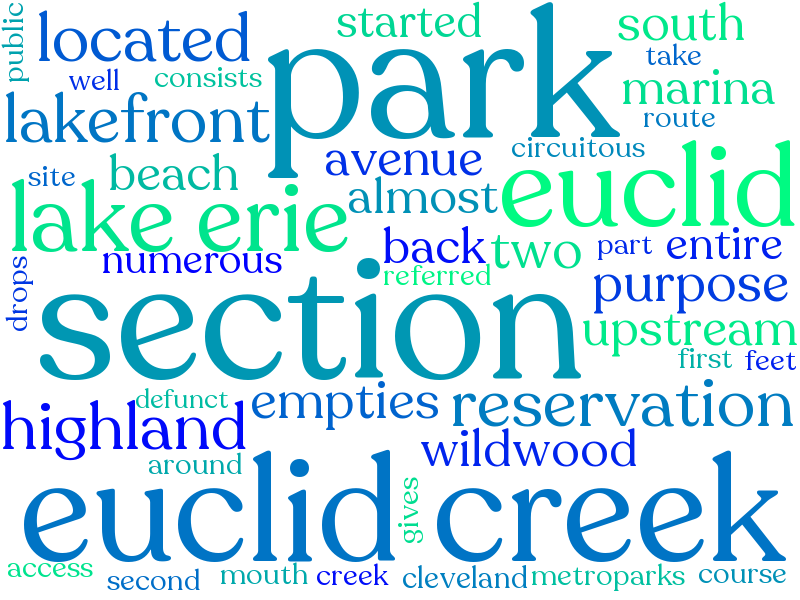 public
located
started
south
park
well
consists
take
marina
lakefront
route
avenue
circuitous
site
beach
almost
euclid
lake erie
back
two
part
entire
numerous
referred
drops
purpose
section
upstream
first
feet
defunct
empties
reservation
highland
wildwood
around
euclid creek
gives
access
second
mouth
creek
cleveland
metroparks
course